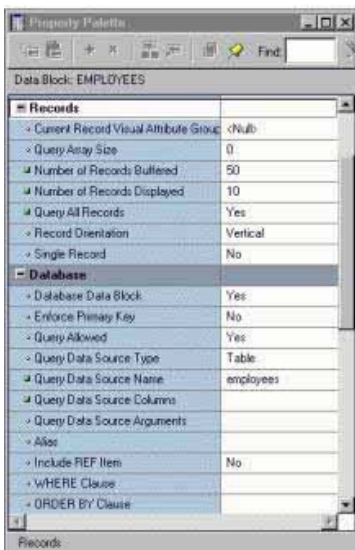 Property Palette
Find:
Data Block: EMPLOYEES
Records
Current Record Visual Attribute Group <Null>
Query Array Size 0
Number of Records Buffered 50
Number of Records Displayed 10
Query All Records Yes
Record Orientation Vertical
Single Record No
Database
Database Data Block Yes
Enforce Primary Key No
Query Allowed Yes
Query Data Source Type Table
Query Data Source Name employees
Query Data Source Columns
Query Data Source Arguments
Alias
Include REF Item No
WHERE Clause
ORDER BY Clause
Records